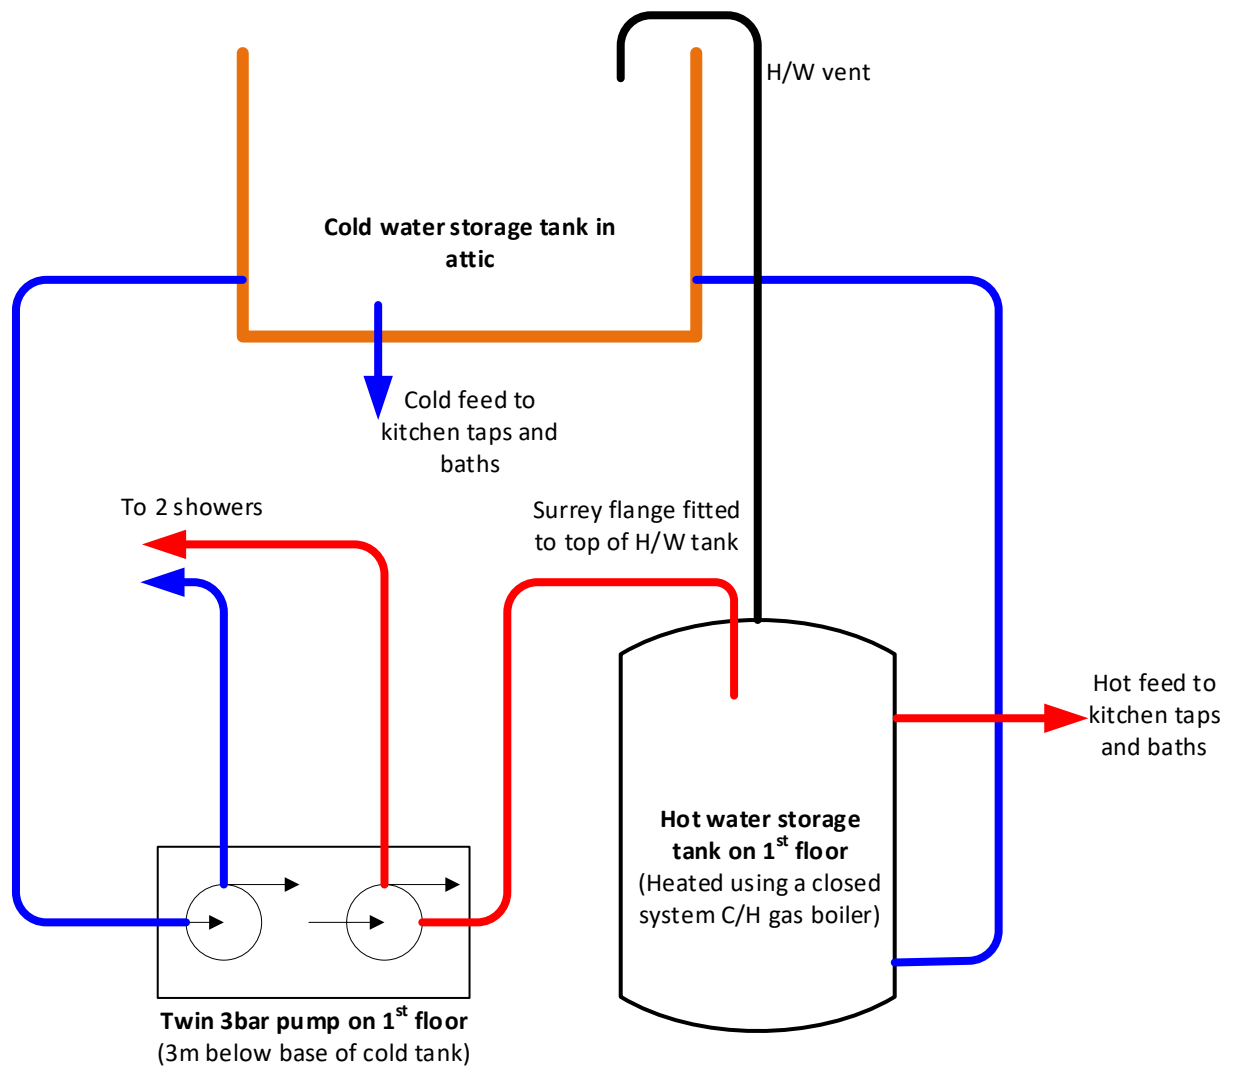 H/W vent
Cold water storage tank in
attic
Cold feed to
kitchen taps and
baths
To 2 showers
Surrey flange fitted
to top of H/W tank
Hot feed to
kitchen taps
and baths
Hot water storage
tank on 1st floor
(Heated using a closed
system C/H gas boiler)
Twin 3bar pump on 1st floor
(3m below base of cold tank)